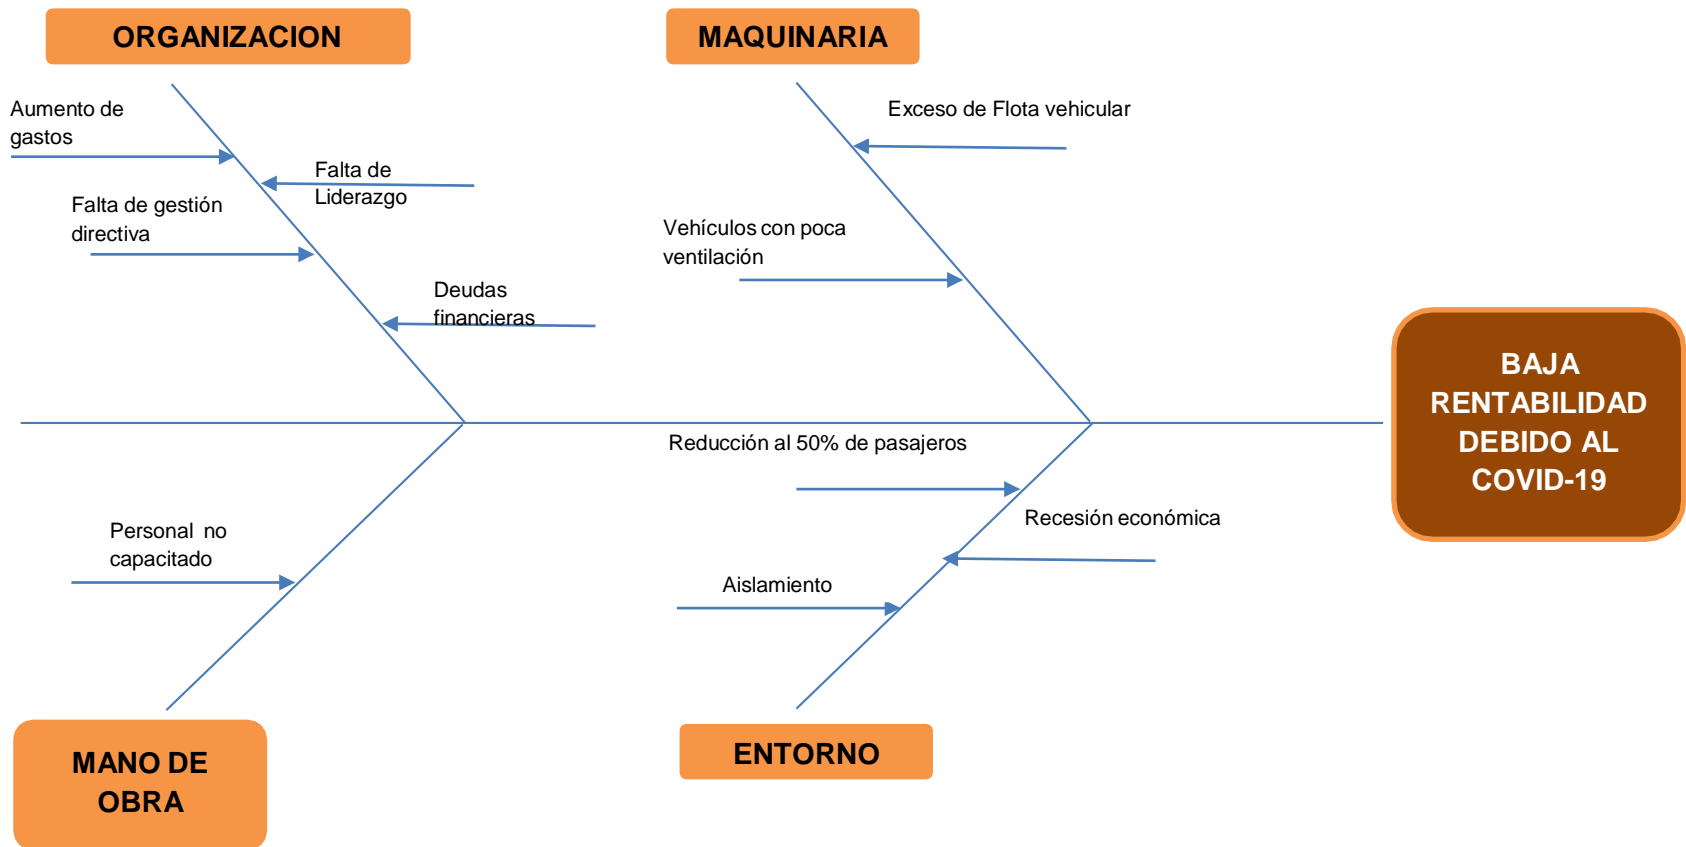 ORGANIZACION
MAQUINARIA
Aumento de
gastos
Exceso de Flota vehicular
Falta de
Liderazgo
Falta de gestión
directiva
Vehículos con poca
ventilación
Deudas
financieras
BAJA
RENTABILIDAD
DEBIDO AL
COVID-19
Reducción al 50% de pasajeros
Recesión económica
Personal no
capacitado
Aislamiento
MANO DE
OBRA
ENTORNO